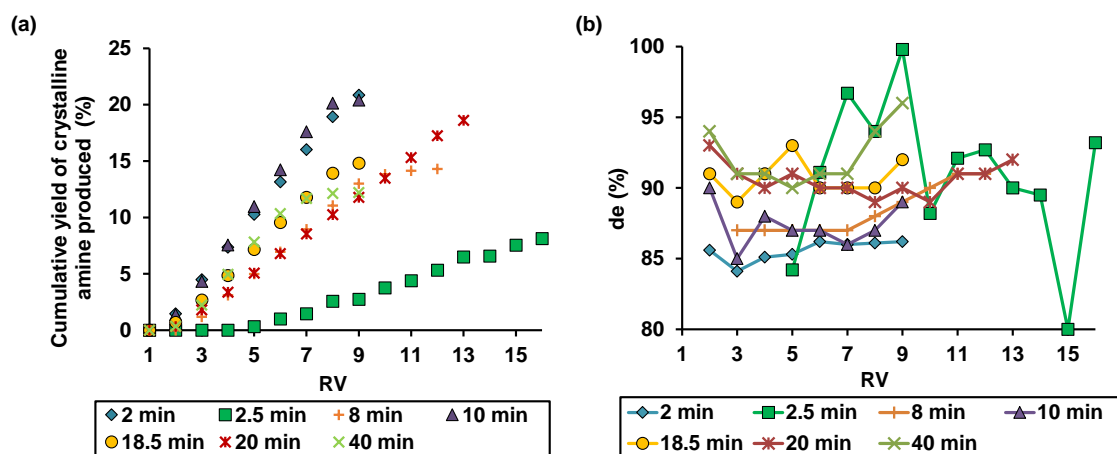 (a)
Cumulative yield of crystalline
amine produced (%)
25
20
15
10
5
0
1 3 5 7 9 11 13 15
RV
2 min 2.5 min 8 min 10 min
18.5 min 20 min 40 min
(b)
de (%)
100
95
90
85
80
1 3 5 7 9 11 13 15
RV
2 min 2.5 min 8 min 10 min
18.5 min 20 min 40 min